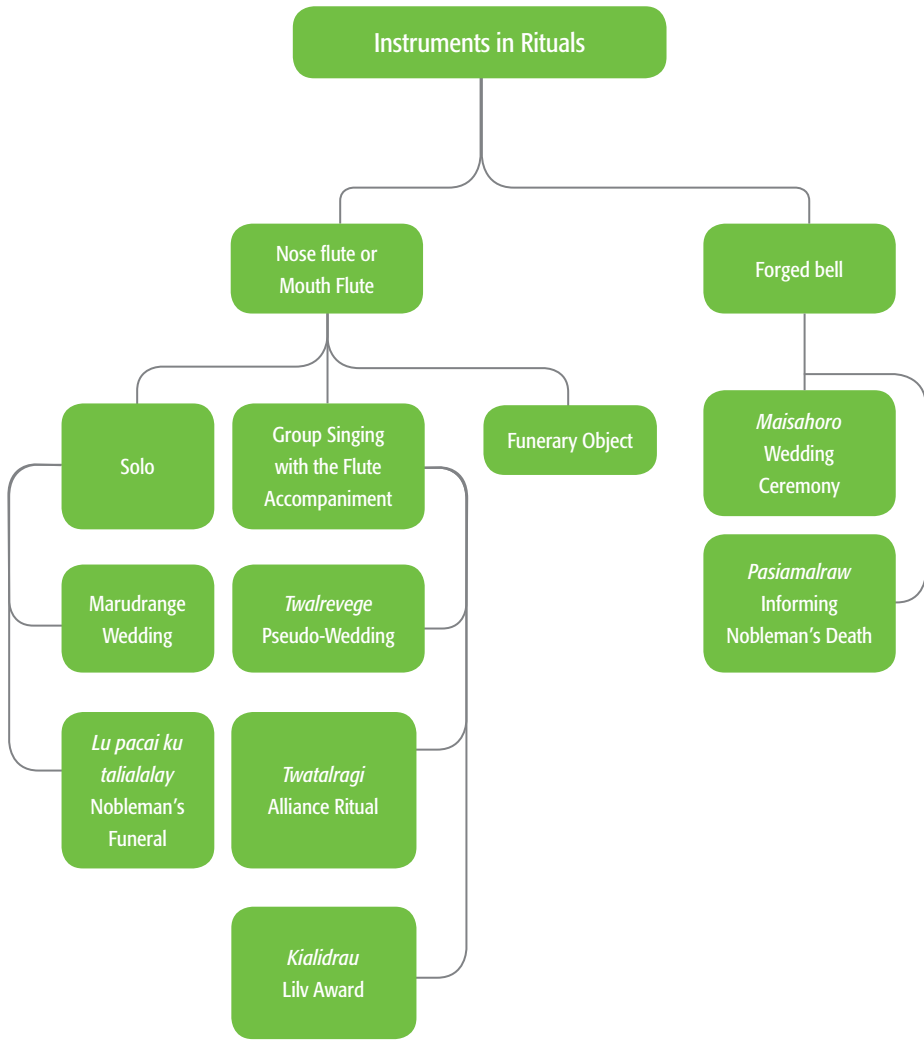 Instruments in Rituals
Nose flute or
Mouth Flute
Forged bell
Solo
Group Singing
with the Flute
Accompaniment
Funerary Object
Maisahoro
Wedding
Ceremony
Marudrange
Wedding
Twalrevege
Pseudo-Wedding
Pasiamalraw
Informing
Nobleman's Death
Lu pacai ku
talialalay
Nobleman's
Funeral
Twatalragi
Alliance Ritual
Kialidrau
Lilv Award